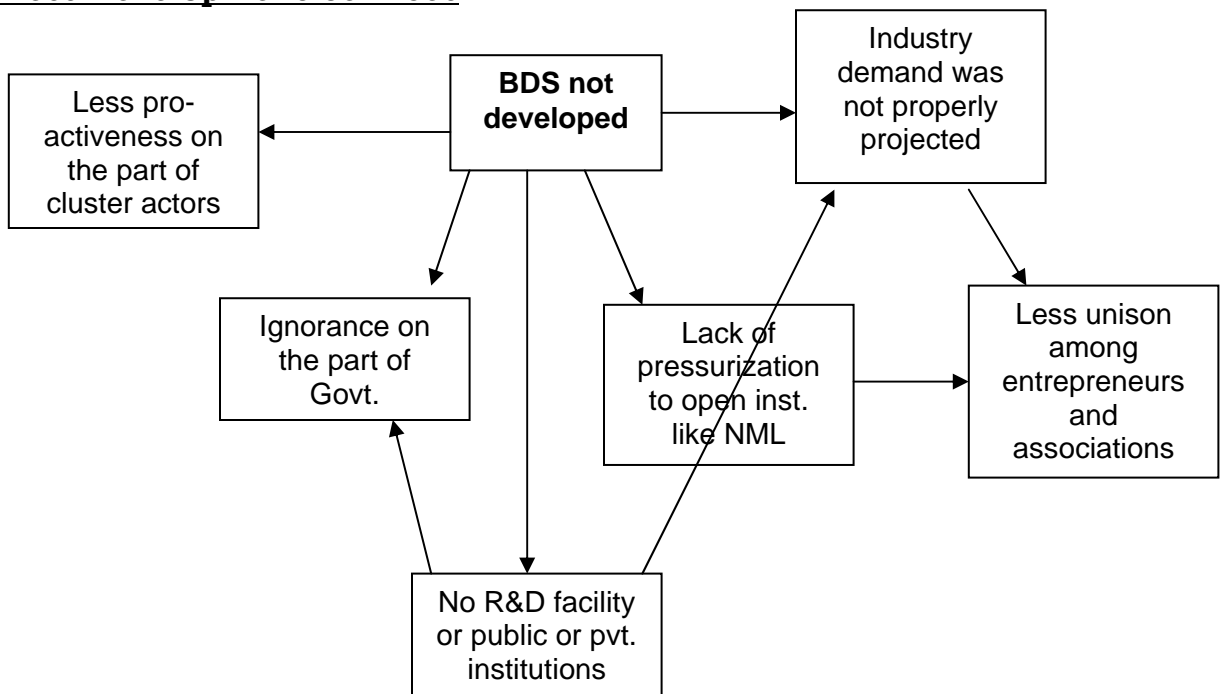 BDS not
developed
Industry
demand was
not properly
projected
Less pro-
activeness on
the part of
cluster actors
Ignorance on
the part of
Govt.
Lack of
pressurization
to open inst.
like NML
Less unison
among
entrepreneurs
and
associations
No R&D facility
or public or pvt.
institutions